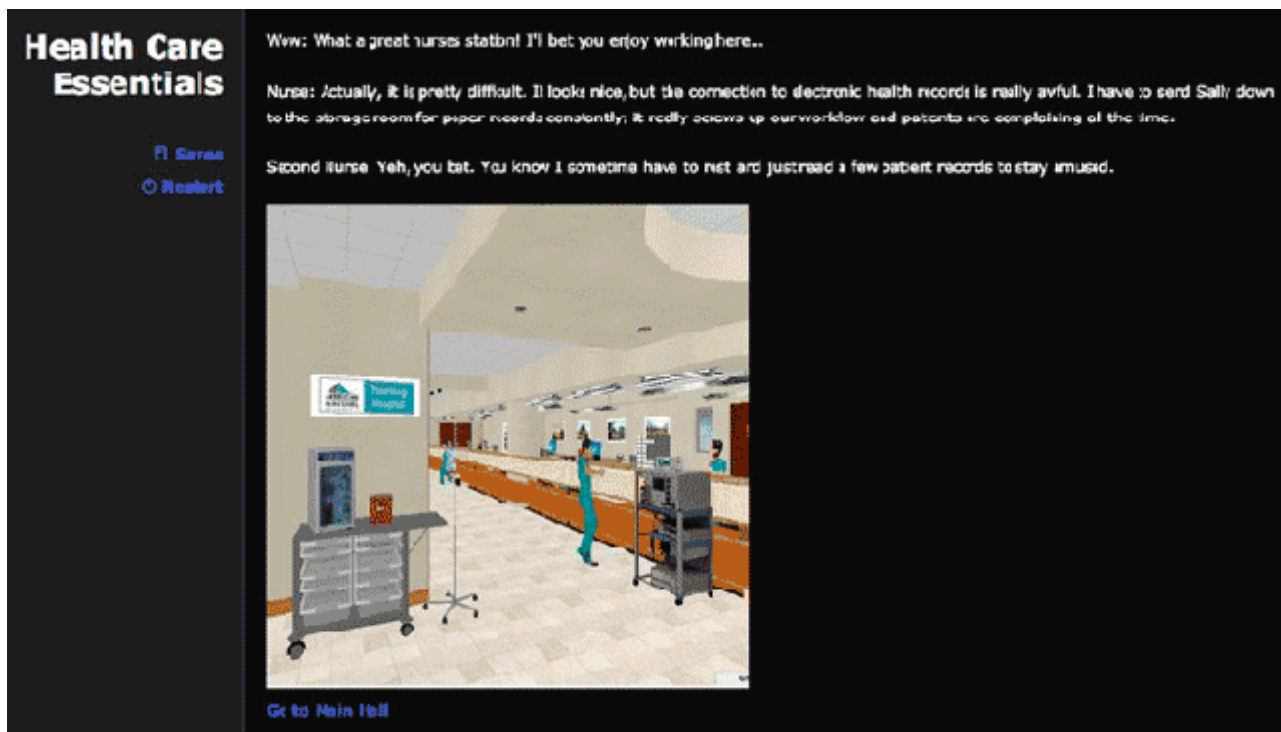 Health Care
Essentials
Saves
Restart
Wow: What a great nurses station! I'll bet you enjoy working here...
Nurse: Actually, it is pretty difficult. It looks nice, but the connection to electronic health records is really awful. I have to send Sally down
to the storage room for paper records constantly; it really screws up our workflow and patients are complaining all the time.
Second Nurse: Yeh, you bet. You know I sometime have to rest and just read a few patient records to stay amused.
Teaching
Hospital
Go to Main Hall